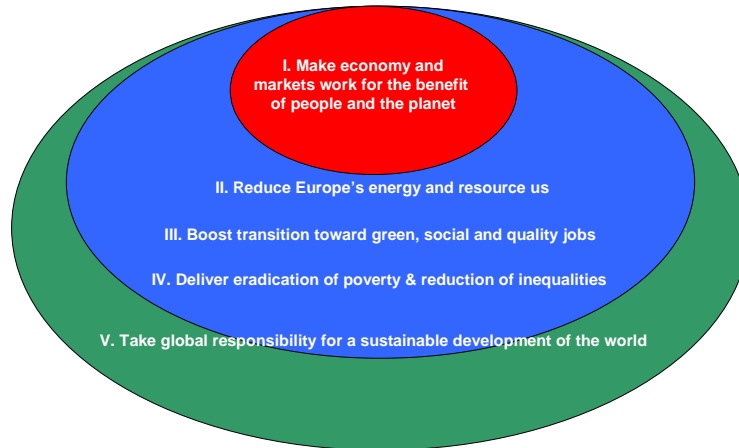 I. Make economy and
markets work for the benefit
of people and the planet
II. Reduce Europe’s energy and resource us
III. Boost transition toward green, social and quality jobs
IV. Deliver eradication of poverty & reduction of inequalities
V. Take global responsibility for a sustainable development of the world